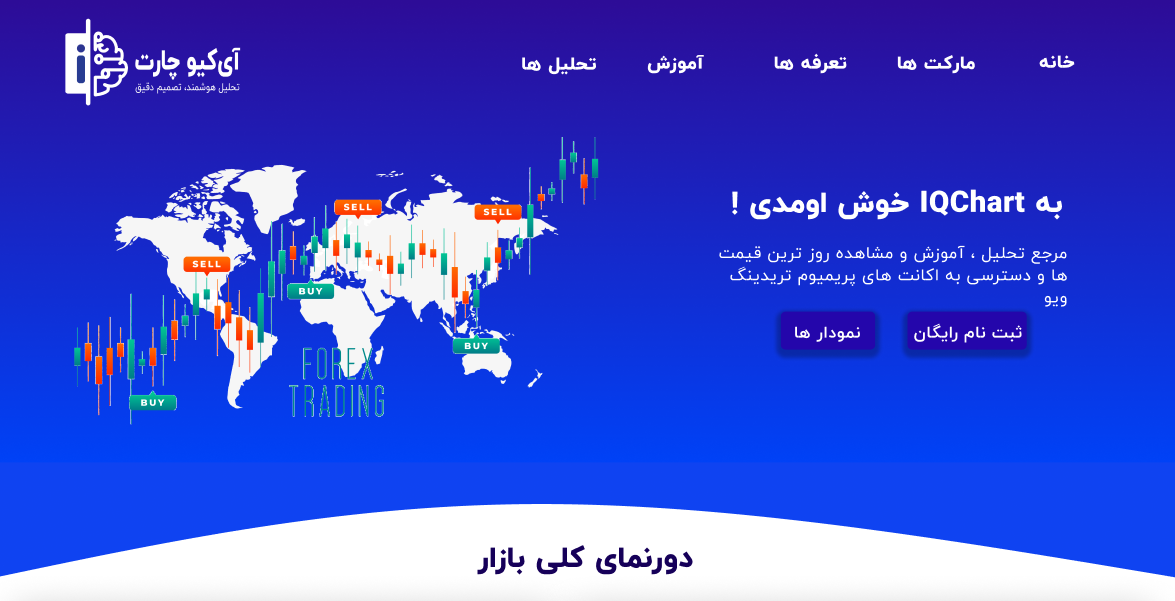 خانه
مارکت ها
تعرفه ها
آموزش
تحلیل ها
آی‌کیو چارت
تحلیل هوشمند، تصمیم دقیق
به IQChart خوش اومدی !
مرجع تحلیل ، آموزش و مشاهده روز ترین قیمت
ها و دسترسی به اکانت های پریمیوم تریدینگ
ویو
ثبت نام رایگان
نمودار ها
SELL
SELL
SELL
BUY
BUY
BUY
FOREX
TRADING
دورنمای کلی بازار